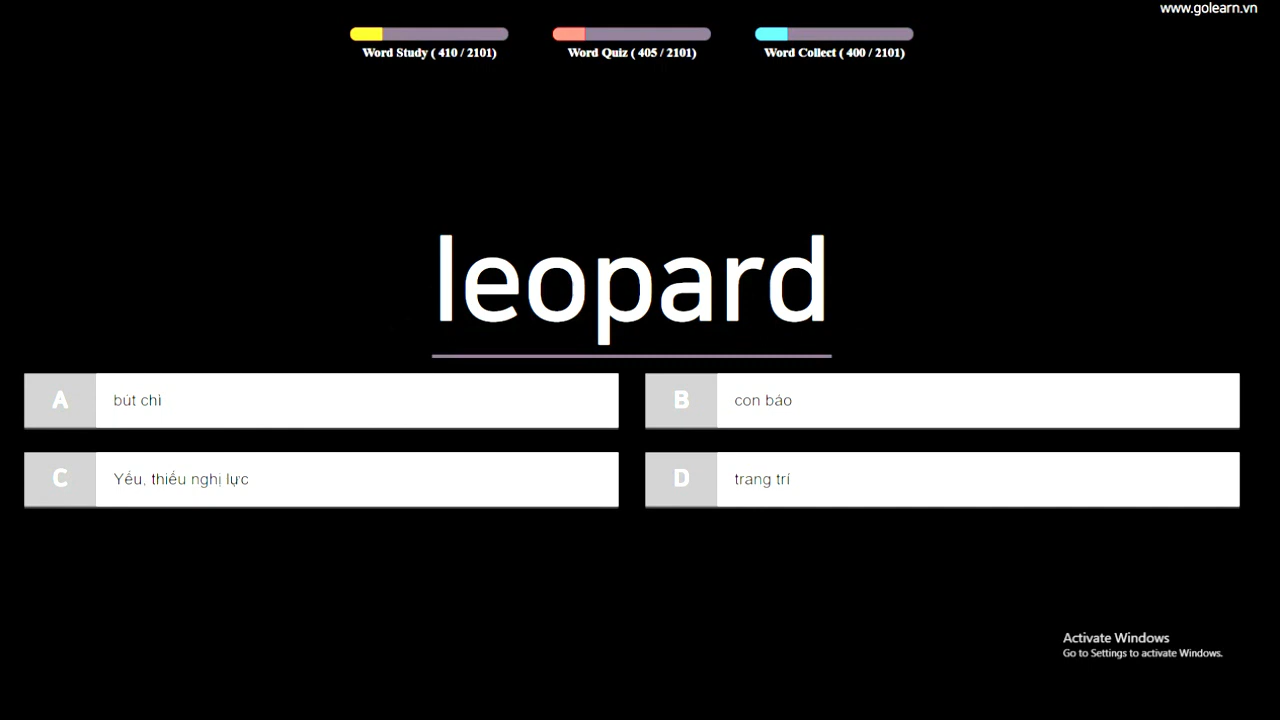 www.golearn.vn
Word Study ( 410 / 2101)
Word Quiz ( 405 / 2101)
Word Collect ( 400 / 2101)
leopard
A bút chì
B con báo
C Yếu, thiếu nghị lực
D trang trí
Activate Windows
Go to Settings to activate Windows.